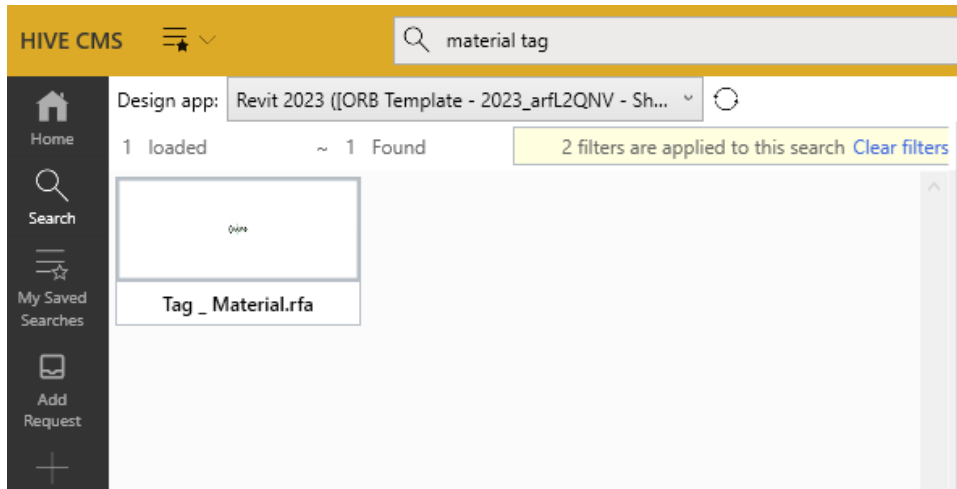 HIVE CMS
material tag
Design app: Revit 2023 ([ORB Template - 2023_arfL2QNV - Sh...
Home
1 loaded ~ 1 Found
2 filters are applied to this search Clear filters
Search
Tag _ Material.rfa
My Saved
Searches
Add
Request